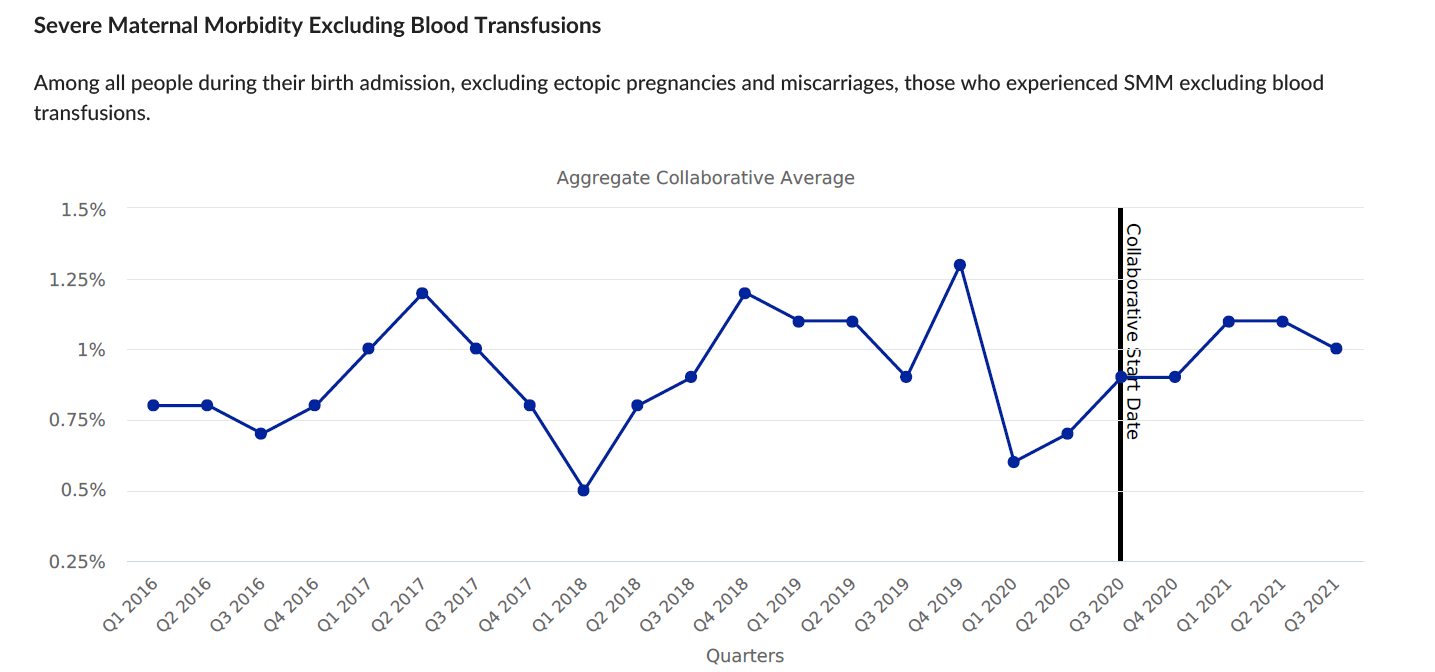 Severe Maternal Morbidity Excluding Blood Transfusions
Among all people during their birth admission, excluding ectopic pregnancies and miscarriages, those who experienced SMM excluding blood
transfusions.
Aggregate Collaborative Average
1.5%
1.25%
1%
0.75%
0.5%
0.25%
Collaborative Start Date
Q1 2016
Q2 2016
Q3 2016
Q4 2016
Q1 2017
Q2 2017
Q3 2017
Q4 2017
Q1 2018
Q2 2018
Q3 2018
Q4 2018
Q1 2019
Q2 2019
Q3 2019
Q4 2019
Q1 2020
Q2 2020
Q3 2020
Q4 2020
Q1 2021
Q2 2021
Q3 2021
Quarters